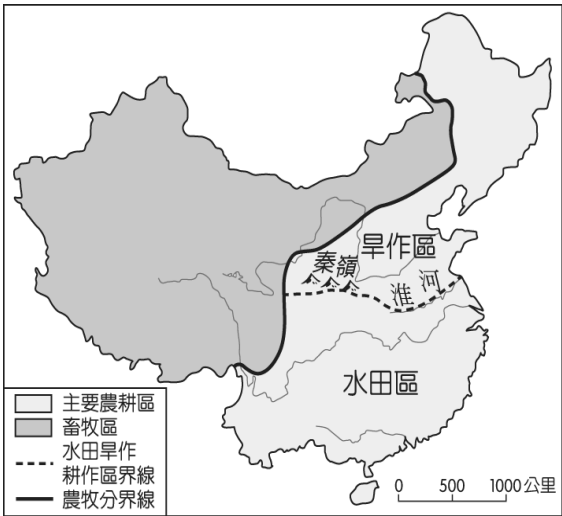 旱作區
秦嶺
淮河
水田區
主要農耕區
畜牧區
水田旱作
耕作區界線
農牧分界線
0 500 1000公里